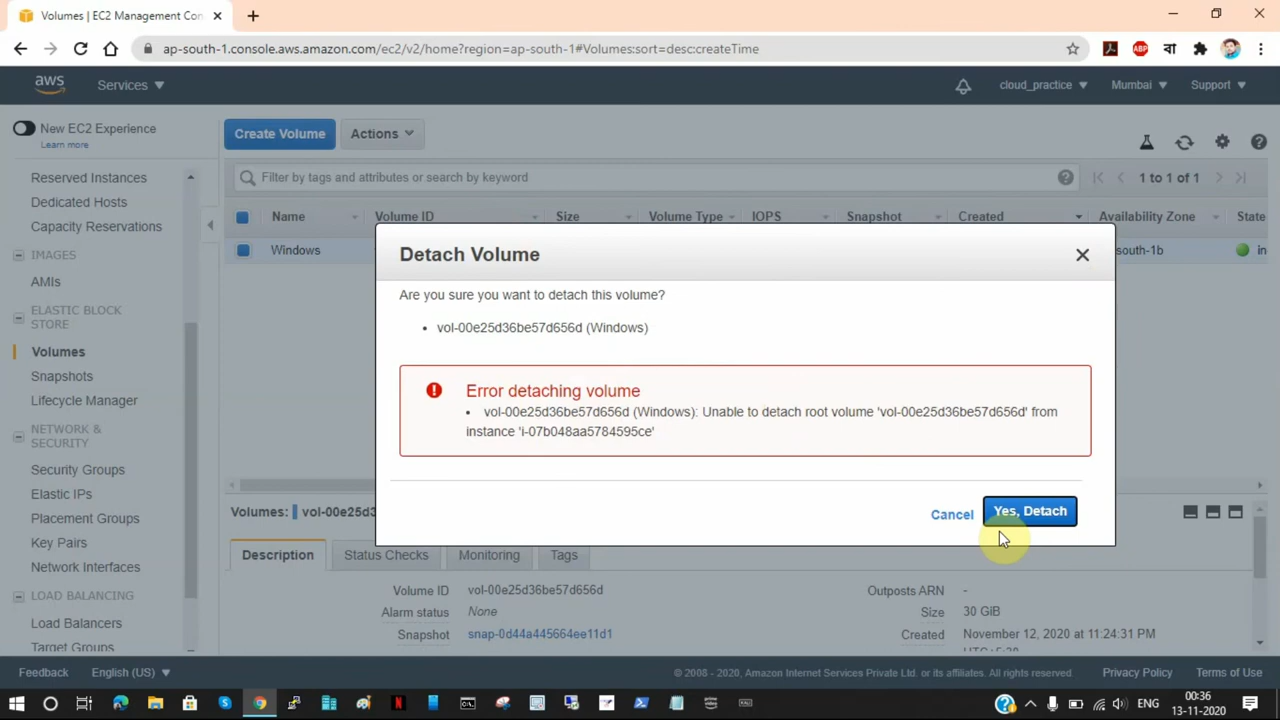 Volumes | EC2 Management Con
ap-south-1.console.aws.amazon.com/ec2/v2/home?region=ap-south-1#Volumes:sort=desc:createTime
ABP
বা
aws
Services
cloud_practice
Mumbai
Support
New EC2 Experience
Learn more
Create Volume
Actions
Reserved Instances
Dedicated Hosts
Capacity Reservations
IMAGES
AMIs
ELASTIC BLOCK
STORE
Volumes
Snapshots
Lifecycle Manager
NETWORK &
SECURITY
Security Groups
Elastic IPs
Placement Groups
Key Pairs
Network Interfaces
LOAD BALANCING
Load Balancers
Target Groups
Filter by tags and attributes or search by keyword
1 to 1 of 1
Name Volume ID Size Volume Type IOPS Snapshot Created Availability Zone State
Windows south-1b in
Detach Volume
Are you sure you want to detach this volume?
• vol-00e25d36be57d656d (Windows)
Error detaching volume
• vol-00e25d36be57d656d (Windows): Unable to detach root volume 'vol-00e25d36be57d656d' from
instance 'i-07b048aa5784595ce'
Cancel
Yes, Detach
Volumes: vol-00e25d3
Description Status Checks Monitoring Tags
Volume ID vol-00e25d36be57d656d
Outposts ARN -
Alarm status None
Size 30 GiB
Snapshot snap-0d44a445664ee11d1
Created November 12, 2020 at 11:24:31 PM
Feedback English (US)
© 2008 - 2020, Amazon Internet Services Private Ltd. or its affiliates. All rights reserved.
Privacy Policy Terms of Use
ENG
00:36
13-11-2020